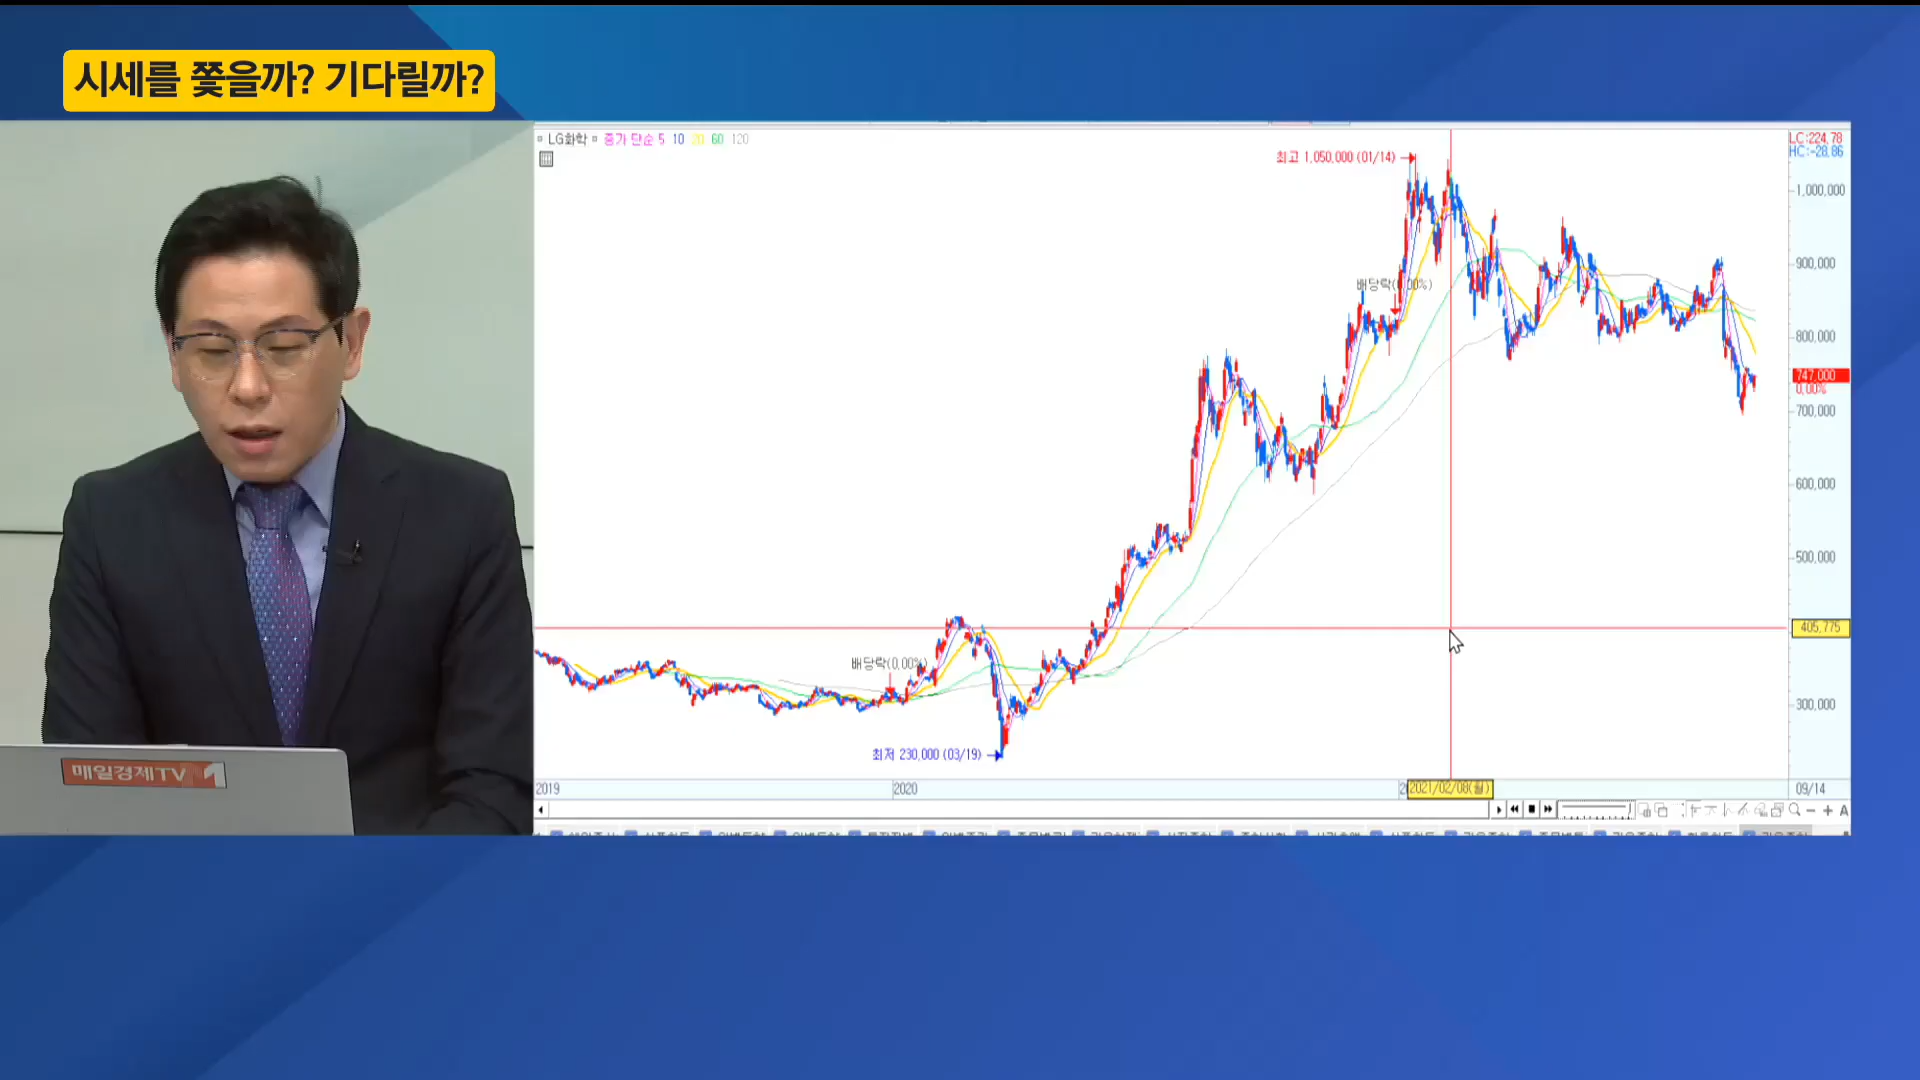 시세를 쫓을까? 기다릴까?
LG화학 종가 단순 5 10 20 60 120
최고 1,050,000 (01/14)
LC:224.78
HC:-28.86
1,000,000
900,000
배당락(0.00%)
800,000
747,000
0.00%
700,000
600,000
500,000
405,775
배당락(0.00%)
300,000
최저 230,000 (03/19)
매일경제TV
2019
2020
2021/02/08(월)
09/14